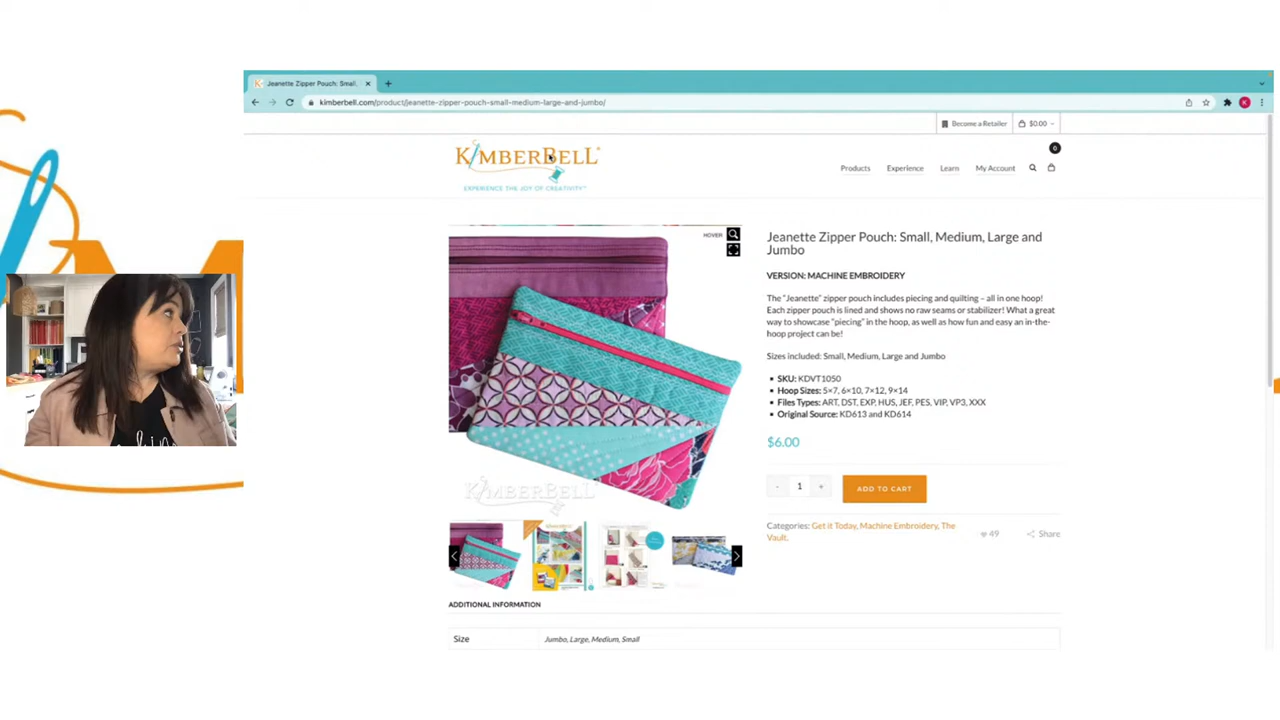 Jeanette Zipper Pouch: Small,
kimberbell.com/product/jeanette-zipper-pouch-small-medium-large-and-jumbo/
K
Become a Retailer
$0.00
KIMBERBELL
EXPERIENCE THE JOY OF CREATIVITY™
Products
Experience
Learn
My Account
0
HOVER
Jeanette Zipper Pouch: Small, Medium, Large and
Jumbo
VERSION: MACHINE EMBROIDERY
The "Jeanette" zipper pouch includes piecing and quilting – all in one hoop!
Each zipper pouch is lined and shows no raw seams or stabilizer! What a great
way to showcase "piecing" in the hoop, as well as how fun and easy an in-the-
hoop project can be!
Sizes included: Small, Medium, Large and Jumbo
SKU: KDVT1050
Hoop Sizes: 5×7, 6×10, 7×12, 9×14
Files Types: ART, DST, EXP, HUS, JEF, PES, VIP, VP3, XXX
Original Source: KD613 and KD614
$6.00
- 1 +
ADD TO CART
Categories: Get it Today, Machine Embroidery, The
Vault.
49
Share
KIMBERBELL
ADDITIONAL INFORMATION
Size
Jumbo, Large, Medium, Small